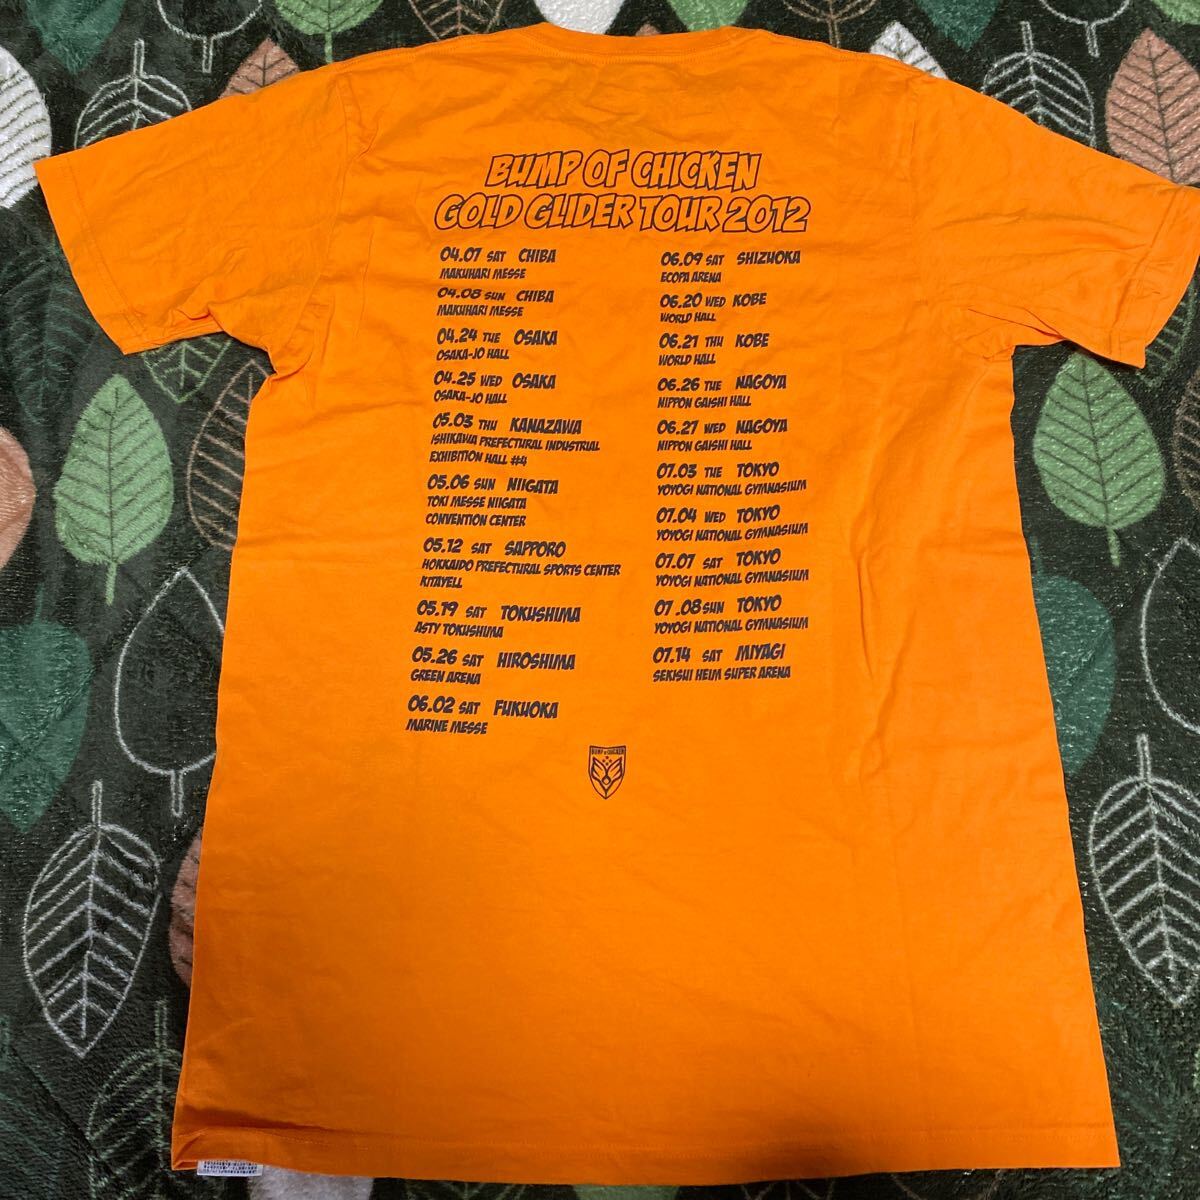 BUMP OF CHICKEN
GOLD GLIDER TOUR 2012
04.07 SAT CHIBA
MAKUHARI MESSE
04.08 SUN CHIBA
MAKUHARI MESSE
04.24 TUE OSAKA
OSAKA-JO HALL
04.25 WED OSAKA
OSAKA-JO HALL
05.03 THU KANAZAWA
ISHIKAWA PREFECTURAL INDUSTRIAL
EXHIBITION HALL #4
05.06 SUN NIIGATA
TOKI MESSE NIIGATA
CONVENTION CENTER
05.12 SAT SAPPORO
HOKKAIDO PREFECTURAL SPORTS CENTER
KITAYELL
05.19 SAT TOKUSHIMA
ASTY TOKUSHIMA
05.26 SAT HIROSHIMA
GREEN ARENA
06.02 SAT FUKUOKA
MARINE MESSE
06.09 SAT SHIZUOKA
ECOPA ARENA
06.20 WED KOBE
WORLD HALL
06.21 THU KOBE
WORLD HALL
06.26 TUE NAGOYA
NIPPON GAISHI HALL
06.27 WED NAGOYA
NIPPON GAISHI HALL
07.03 TUE TOKYO
YOYOGI NATIONAL GYMNASIUM
07.04 WED TOKYO
YOYOGI NATIONAL GYMNASIUM
07.07 SAT TOKYO
YOYOGI NATIONAL GYMNASIUM
07.08 SUN TOKYO
YOYOGI NATIONAL GYMNASIUM
07.14 SAT MIYAGI
SEKISUI HEIM SUPER ARENA
BUMP OF CHICKEN